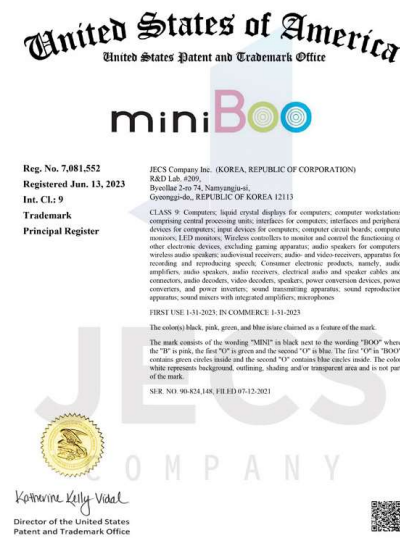 United States of America
United States Patent and Trademark Office
miniBoo
Reg. No. 7,081,552
Registered Jun. 13, 2023
Int. Cl.: 9
Trademark
Principal Register
JECS Company Inc. (KOREA, REPUBLIC OF CORPORATION)
R&D Lab. #209,
Byeollae 2-ro 74, Namyangju-si,
Gyeonggi-do,, REPUBLIC OF KOREA 12113
CLASS 9: Computers; liquid crystal displays for computers; computer workstations
comprising central processing units; interfaces for computers; interfaces and peripheral
devices for computers; input devices for computers; computer circuit boards; computer
monitors; LED monitors; Wireless controllers to monitor and control the functioning of
other electronic devices, excluding gaming apparatus; audio speakers for computers;
wireless audio speakers; audiovisual receivers; audio- and video-receivers, apparatus for
recording and reproducing speech; Consumer electronic products, namely, audio
amplifiers, audio speakers, audio receivers, electrical audio and speaker cables and
connectors, audio decoders, video decoders, speakers, power conversion devices, power
converters, and power inverters; sound transmitting apparatus; sound reproduction
apparatus; sound mixers with integrated amplifiers; microphones
FIRST USE 1-31-2023; IN COMMERCE 1-31-2023
The color(s) black, pink, green, and blue is/are claimed as a feature of the mark.
The mark consists of the wording "MINI" in black next to the wording "BOO" where
the "B" is pink, the first "O" is green and the second "O" is blue. The first "O" in "BOO"
contains green circles inside and the second "O" contains blue circles inside. The color
white represents background, outlining, shading and/or transparent area and is not part
of the mark.
SER. NO. 90-824,148, FILED 07-12-2021
JECS
COMPANY
Katherine Kelly Vidal
Director of the United States
Patent and Trademark Office